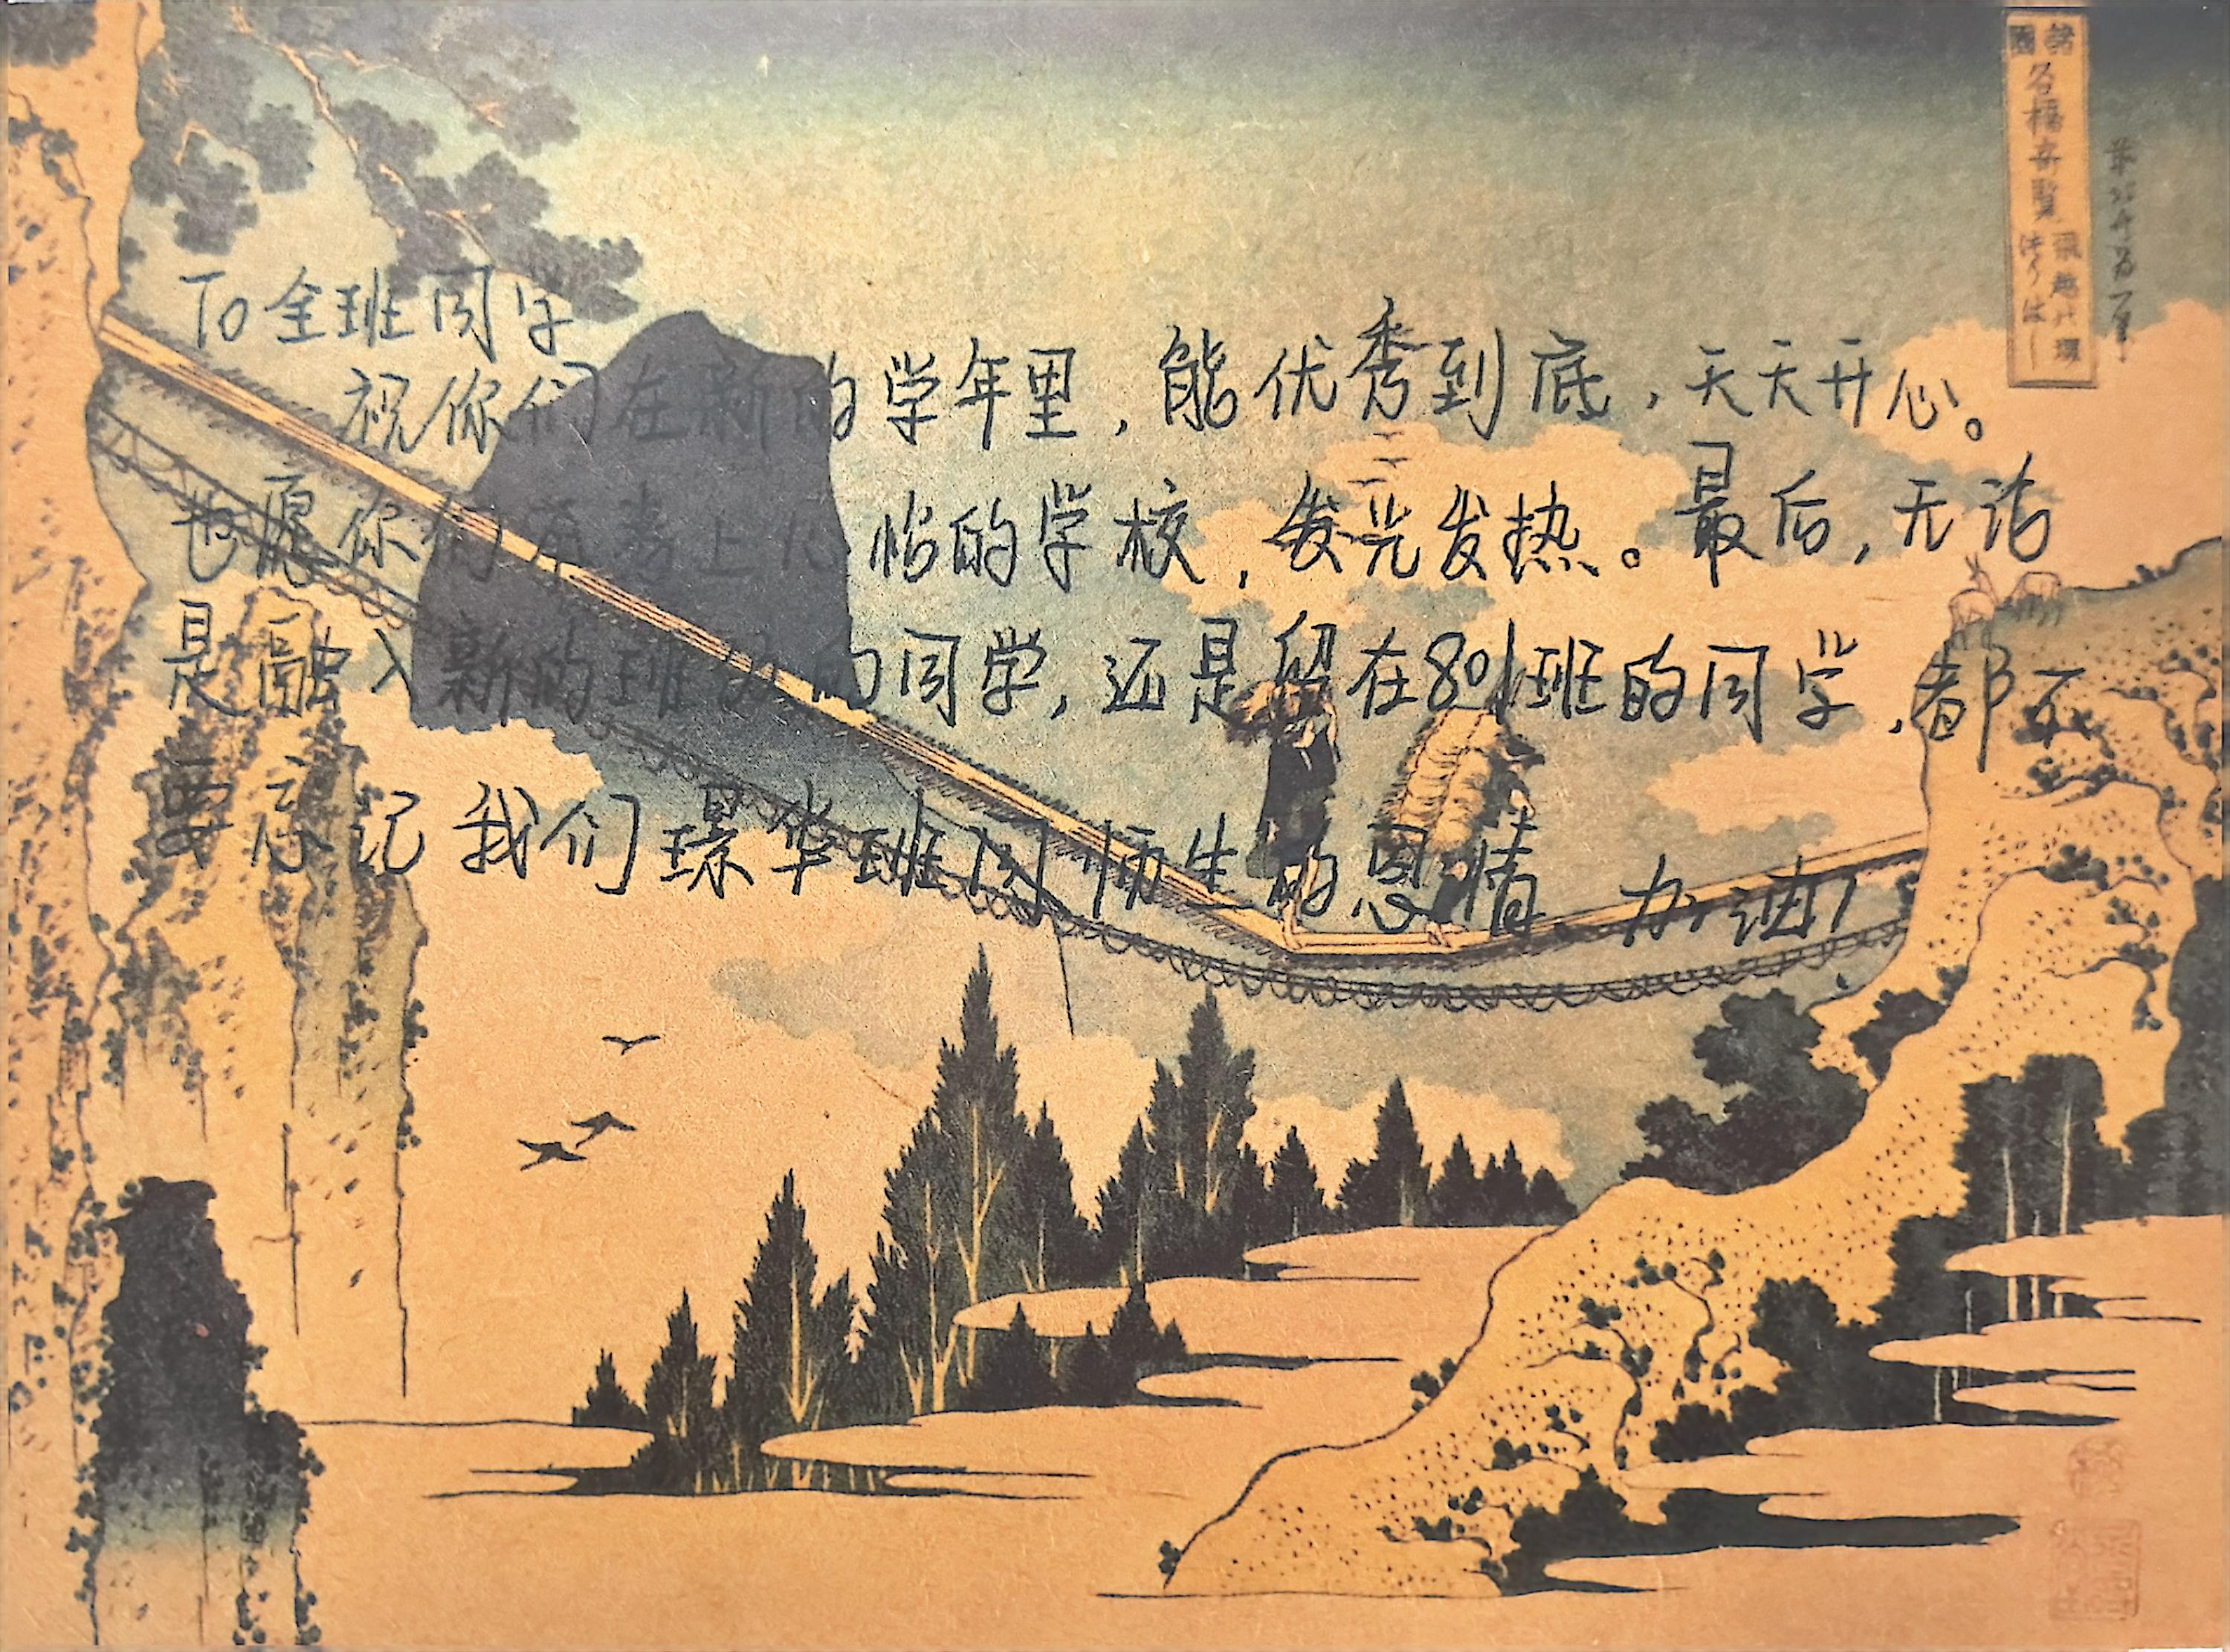 To全班同学
祝你们在新的学年里，能优秀到底，天天开心。
也愿你们有考上心怡的学校，发光发热。最后，无论
是融入新的班级的同学，还是留在801班的同学，都不
要忘记我们璟华班同师生的恩情、加油！
諸國名橋奇覽
飛越の堺つりはし
前北斎為一筆